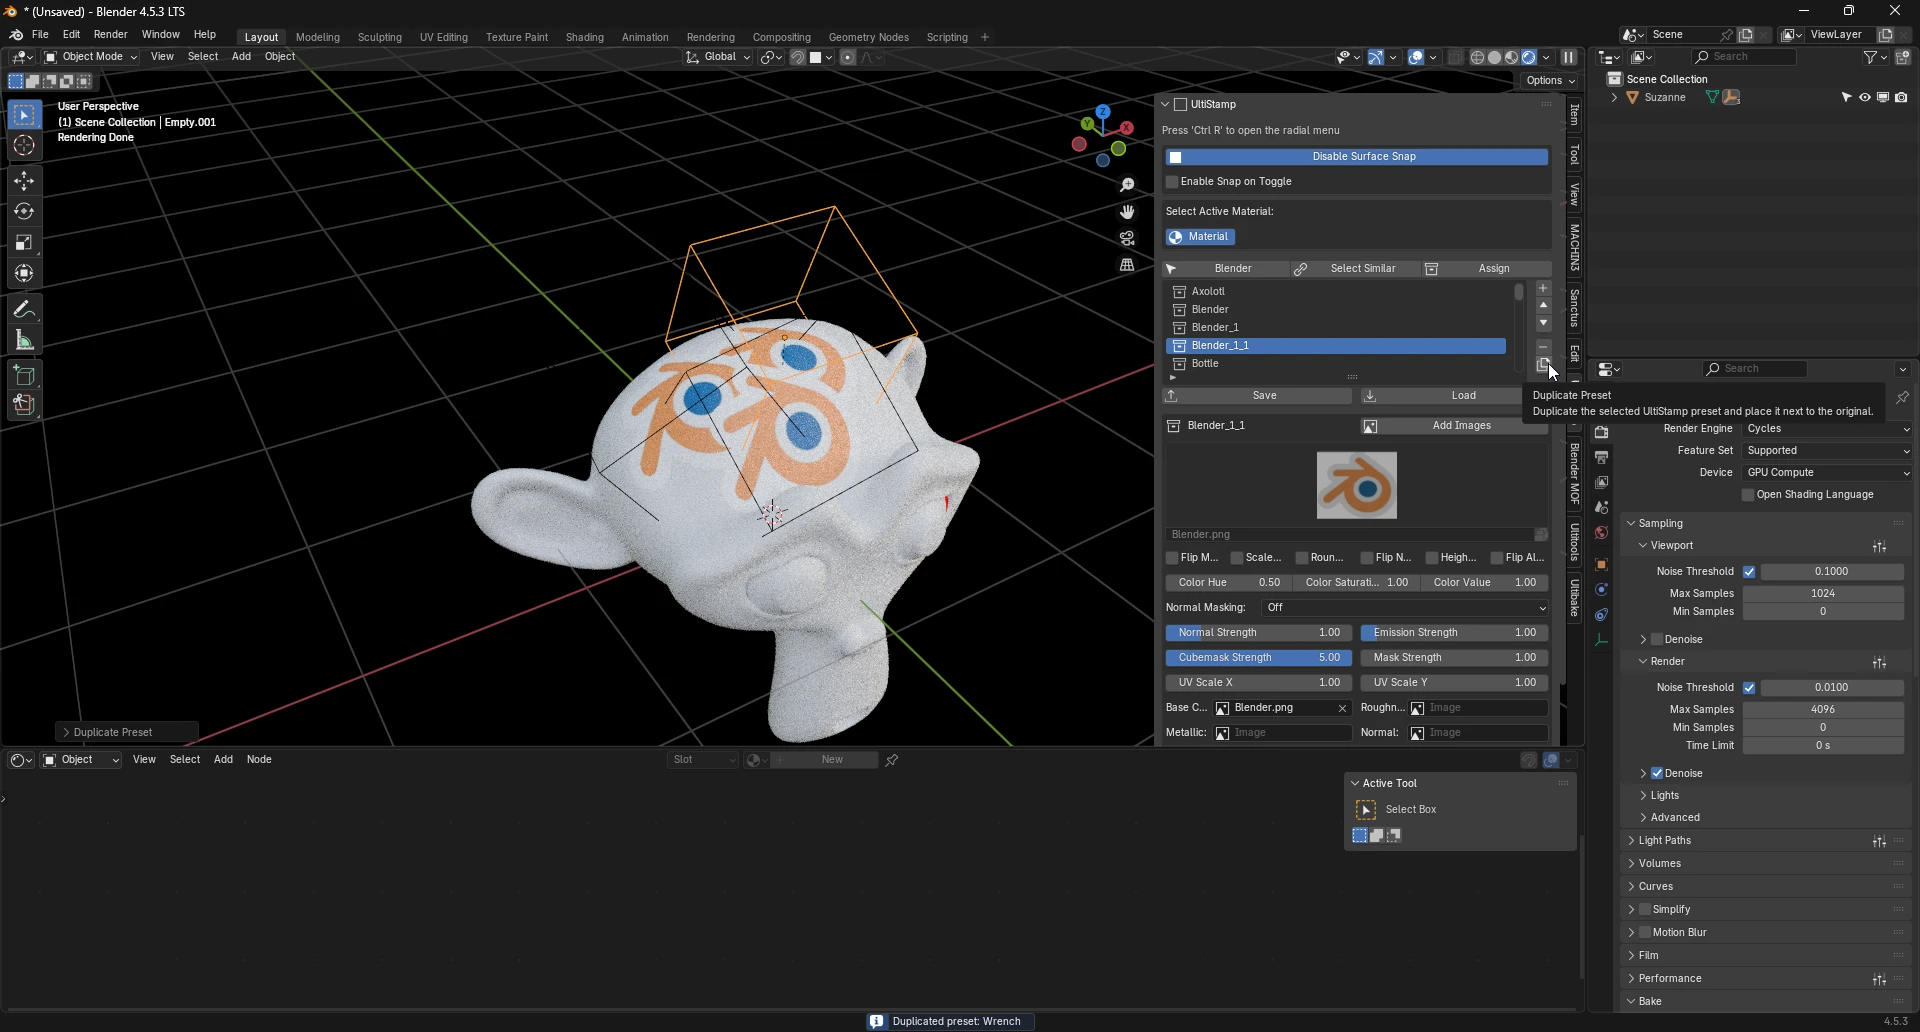 * (Unsaved) - Blender 4.5.3 LTS
File Edit Render Window Help Layout Modeling Sculpting UV Editing Texture Paint Shading Animation Rendering Compositing Geometry Nodes Scripting + Scene ViewLayer
Object Mode View Select Add Object Global Search
Options
User Perspective
(1) Scene Collection | Empty.001
Rendering Done
Z
Y
X
UltiStamp
Press 'Ctrl R' to open the radial menu
Disable Surface Snap
Enable Snap on Toggle
Select Active Material:
Material
Blender Select Similar Assign
Axolotl
Blender
Blender_1
Blender_1_1
Bottle
Save Load
Blender_1_1 Add Images
Blender.png
Flip M... Scale... Roun... Flip N... Heigh... Flip Al...
Color Hue 0.50 Color Saturati... 1.00 Color Value 1.00
Normal Masking: Off
Normal Strength 1.00 Emission Strength 1.00
Cubemask Strength 5.00 Mask Strength 1.00
UV Scale X 1.00 UV Scale Y 1.00
Base C... Blender.png Roughn... Image
Metallic: Image Normal: Image
Item
Tool
View
MACHIN3
Sanctus
Edit
Blender MOF
Ultitools
Ultibake
Duplicate Preset
Duplicate the selected UltiStamp preset and place it next to the original.
Scene Collection
Suzanne 3
Search
Render Engine Cycles
Feature Set Supported
Device GPU Compute
Open Shading Language
Sampling
Viewport
Noise Threshold 0.1000
Max Samples 1024
Min Samples 0
Denoise
Render
Noise Threshold 0.0100
Max Samples 4096
Min Samples 0
Time Limit 0 s
Denoise
Lights
Advanced
Light Paths
Volumes
Curves
Simplify
Motion Blur
Film
Performance
Bake
Duplicate Preset
Object View Select Add Node Slot New
Active Tool
Select Box
Duplicated preset: Wrench
4.5.3